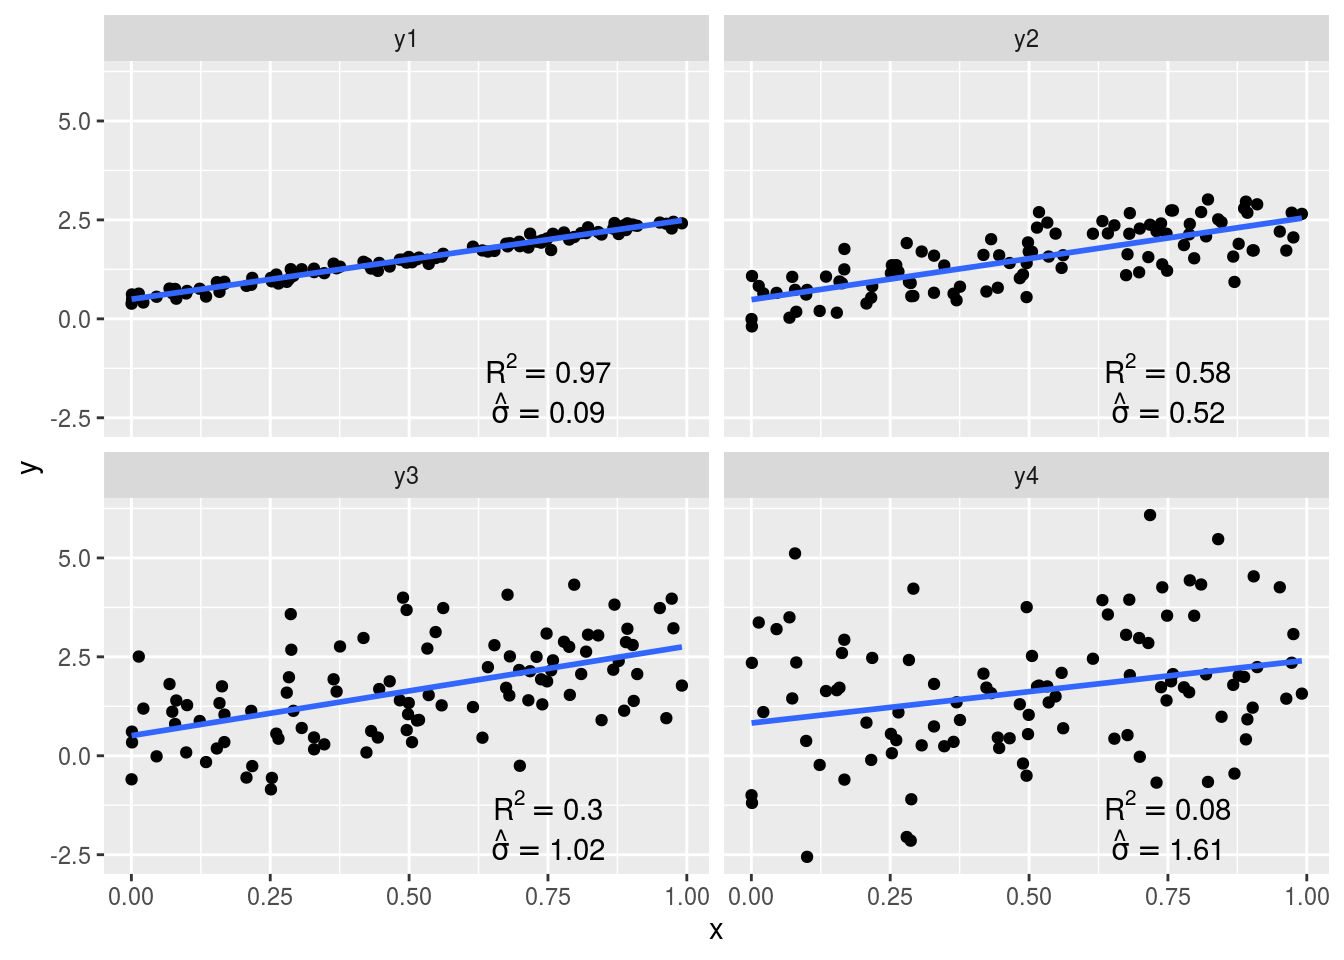 y1
y2
5.0
2.5
0.0
-2.5
R² = 0.97
σ̂ = 0.09
R² = 0.58
σ̂ = 0.52
y
y3
y4
5.0
2.5
0.0
-2.5
R² = 0.3
σ̂ = 1.02
R² = 0.08
σ̂ = 1.61
0.00 0.25 0.50 0.75 1.00
0.00 0.25 0.50 0.75 1.00
x